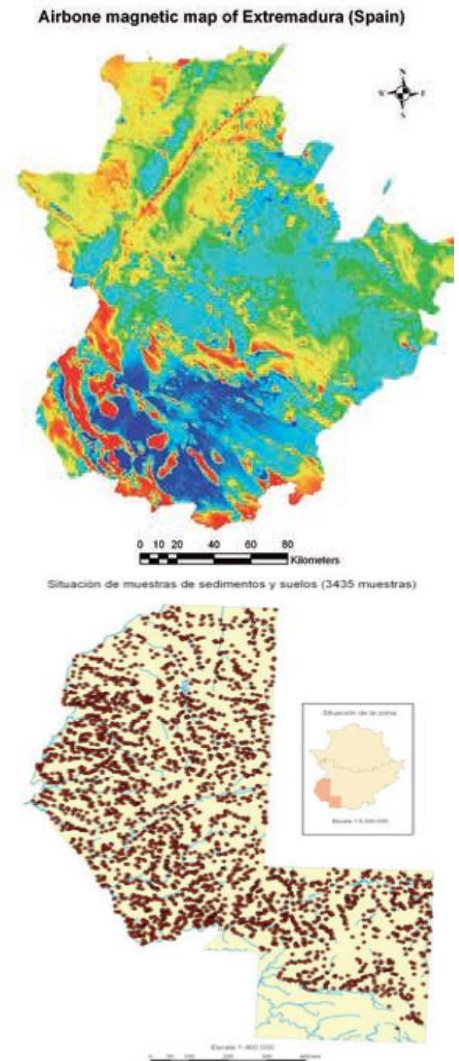 Airbone magnetic map of Extremadura (Spain)
N
W E
S
0 10 20 40 60 80
Kilometers
Situación de muestras de sedimentos y suelos (3435 muestras)
Situación de la zona
Escala 1:400.000